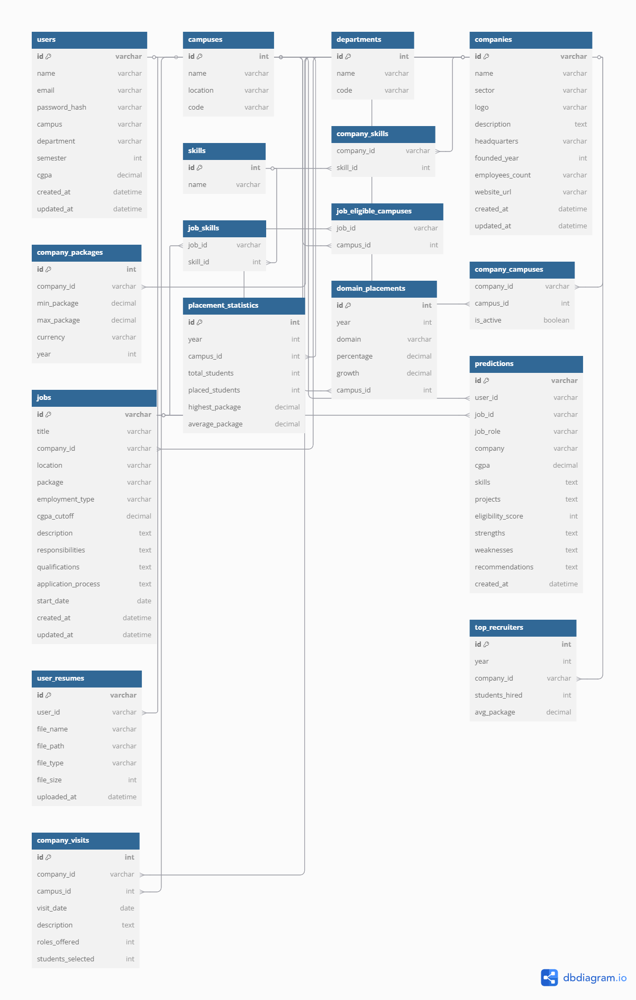 users
id varchar
name varchar
email varchar
password_hash varchar
campus varchar
department varchar
semester int
cgpa decimal
created_at datetime
updated_at datetime
company_packages
id int
company_id varchar
min_package decimal
max_package decimal
currency varchar
year int
jobs
id varchar
title varchar
company_id varchar
location varchar
package varchar
employment_type varchar
cgpa_cutoff decimal
description text
responsibilities text
qualifications text
application_process text
start_date date
created_at datetime
updated_at datetime
user_resumes
id varchar
user_id varchar
file_name varchar
file_path varchar
file_type varchar
file_size int
uploaded_at datetime
company_visits
id int
company_id varchar
campus_id int
visit_date date
description text
roles_offered int
students_selected int
campuses
id int
name varchar
location varchar
code varchar
skills
id int
name varchar
job_skills
job_id varchar
skill_id int
placement_statistics
id int
year int
campus_id int
total_students int
placed_students int
highest_package decimal
average_package decimal
departments
id int
name varchar
code varchar
company_skills
company_id varchar
skill_id int
job_eligible_campuses
job_id varchar
campus_id int
domain_placements
id int
year int
domain varchar
percentage decimal
growth decimal
campus_id int
companies
id varchar
name varchar
sector varchar
logo varchar
description text
headquarters varchar
founded_year int
employees_count varchar
website_url varchar
created_at datetime
updated_at datetime
company_campuses
company_id varchar
campus_id int
is_active boolean
predictions
id varchar
user_id varchar
job_id varchar
job_role varchar
company varchar
cgpa decimal
skills text
projects text
eligibility_score int
strengths text
weaknesses text
recommendations text
created_at datetime
top_recruiters
id int
year int
company_id varchar
students_hired int
avg_package decimal
dbdiagram.io